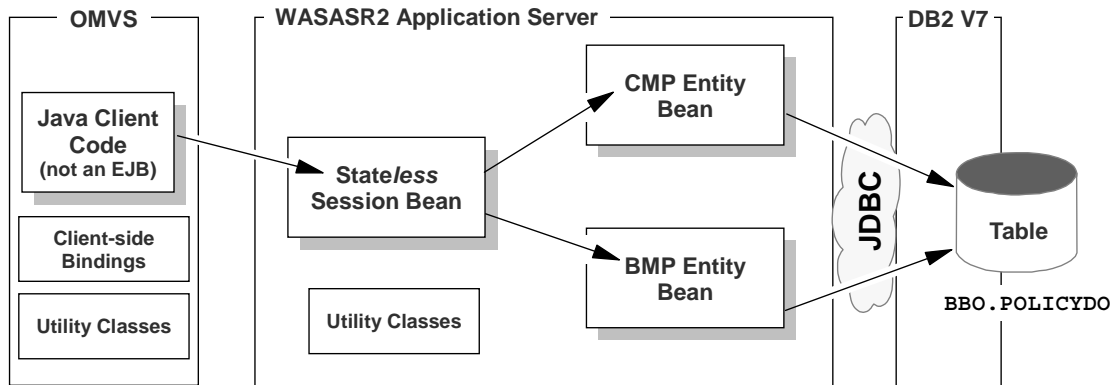 OMVS
WASASR2 Application Server
DB2 V7
Java Client
Code
(not an EJB)
Client-side
Bindings
Utility Classes
Stateless
Session Bean
Utility Classes
CMP Entity
Bean
BMP Entity
Bean
JDBC
Table
BBO.POLICYDO